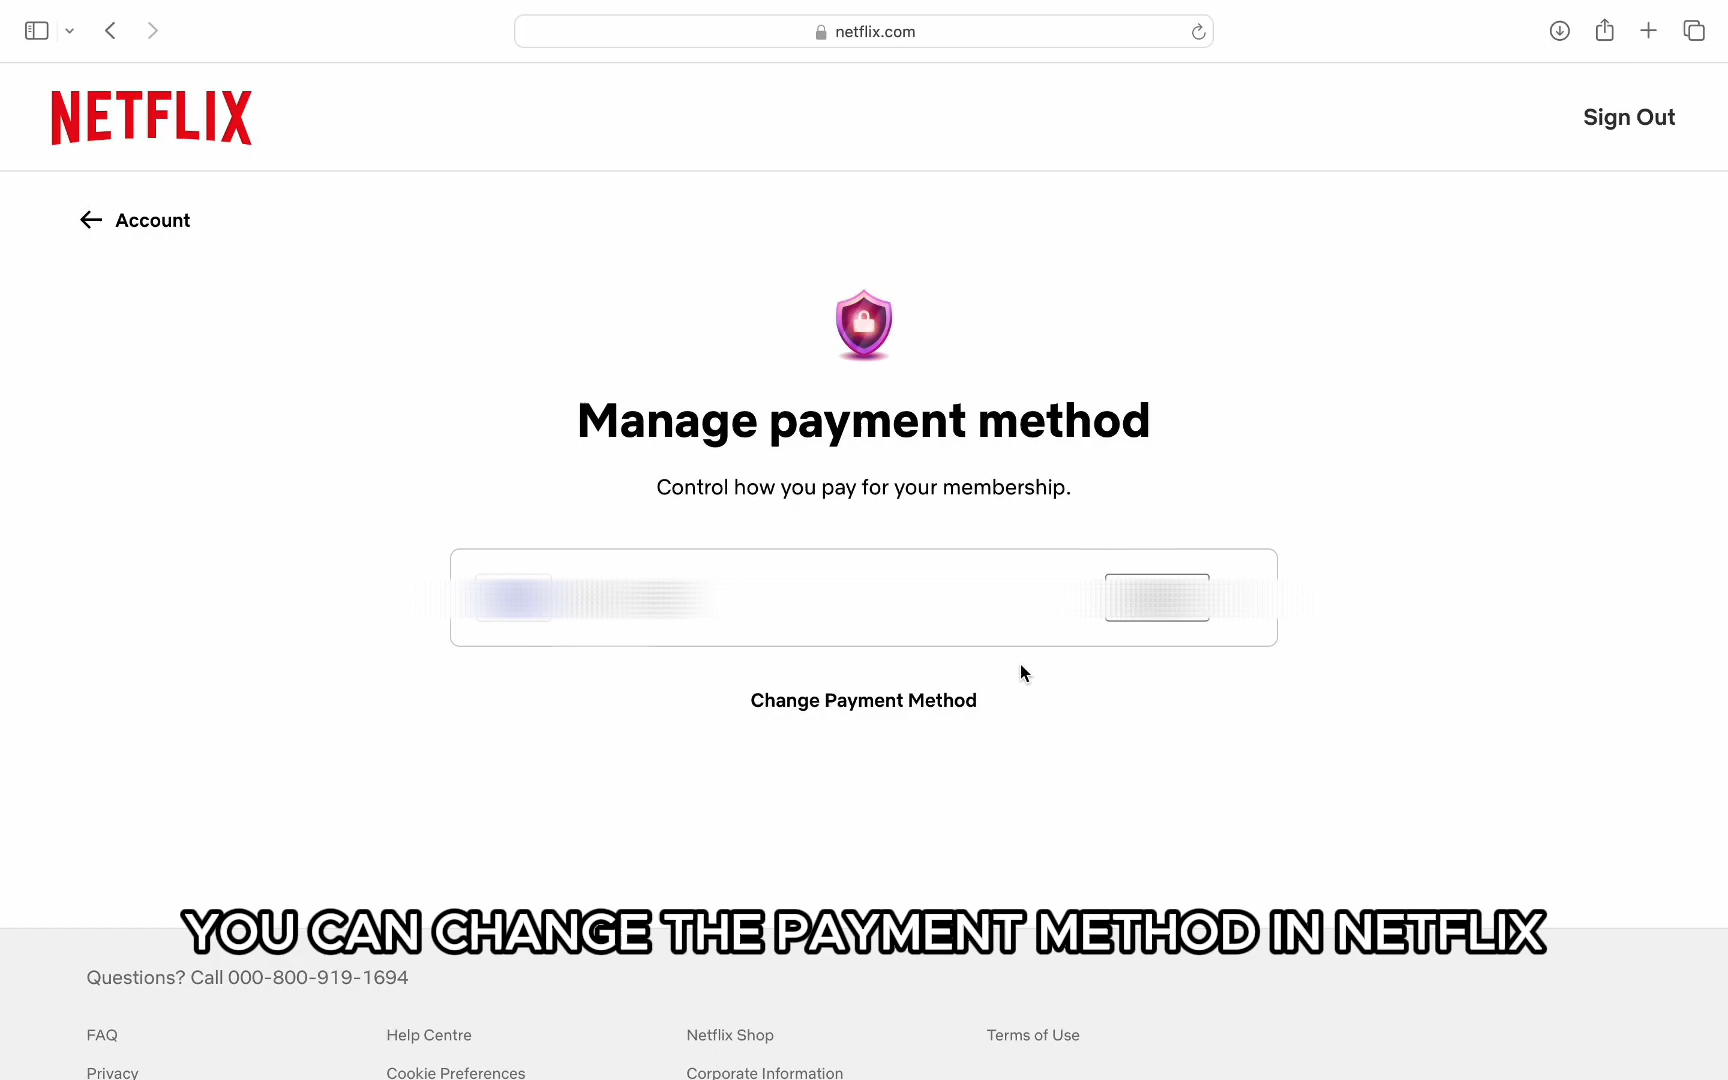 netflix.com
NETFLIX
Sign Out
Account
Manage payment method
Control how you pay for your membership.
Change Payment Method
YOU CAN CHANGE THE PAYMENT METHOD IN NETFLIX
Questions? Call 000-800-919-1694
FAQ
Help Centre
Netflix Shop
Terms of Use
Privacy
Cookie Preferences
Corporate Information